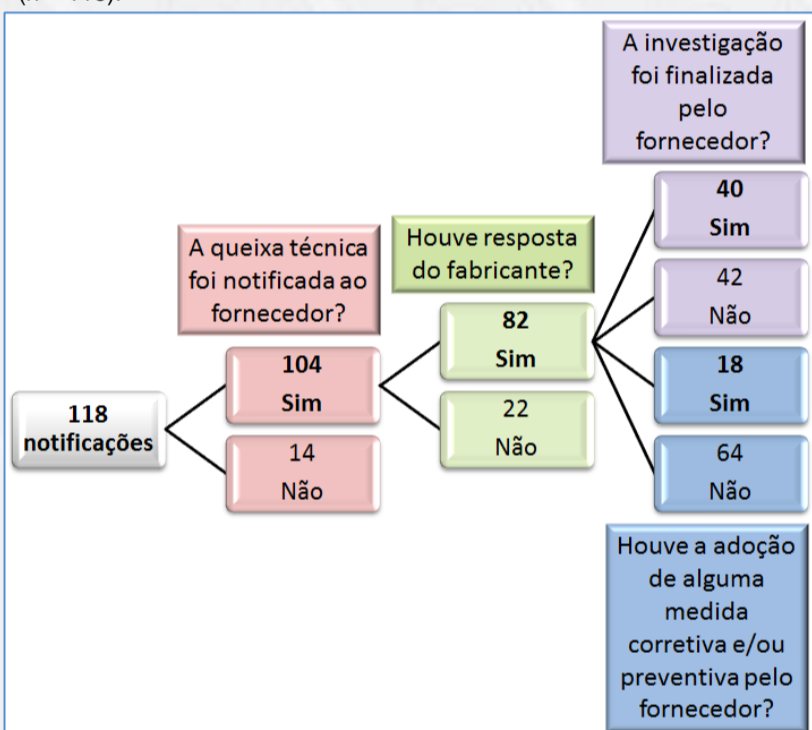 A investigação
foi finalizada
pelo
fornecedor?
40
Sim
42
Não
A queixa técnica
foi notificada ao
fornecedor?
Houve resposta
do fabricante?
104
Sim
14
Não
82
Sim
22
Não
18
Sim
64
Não
118
notificações
Houve a adoção
de alguma
medida
corretiva e/ou
preventiva pelo
fornecedor?